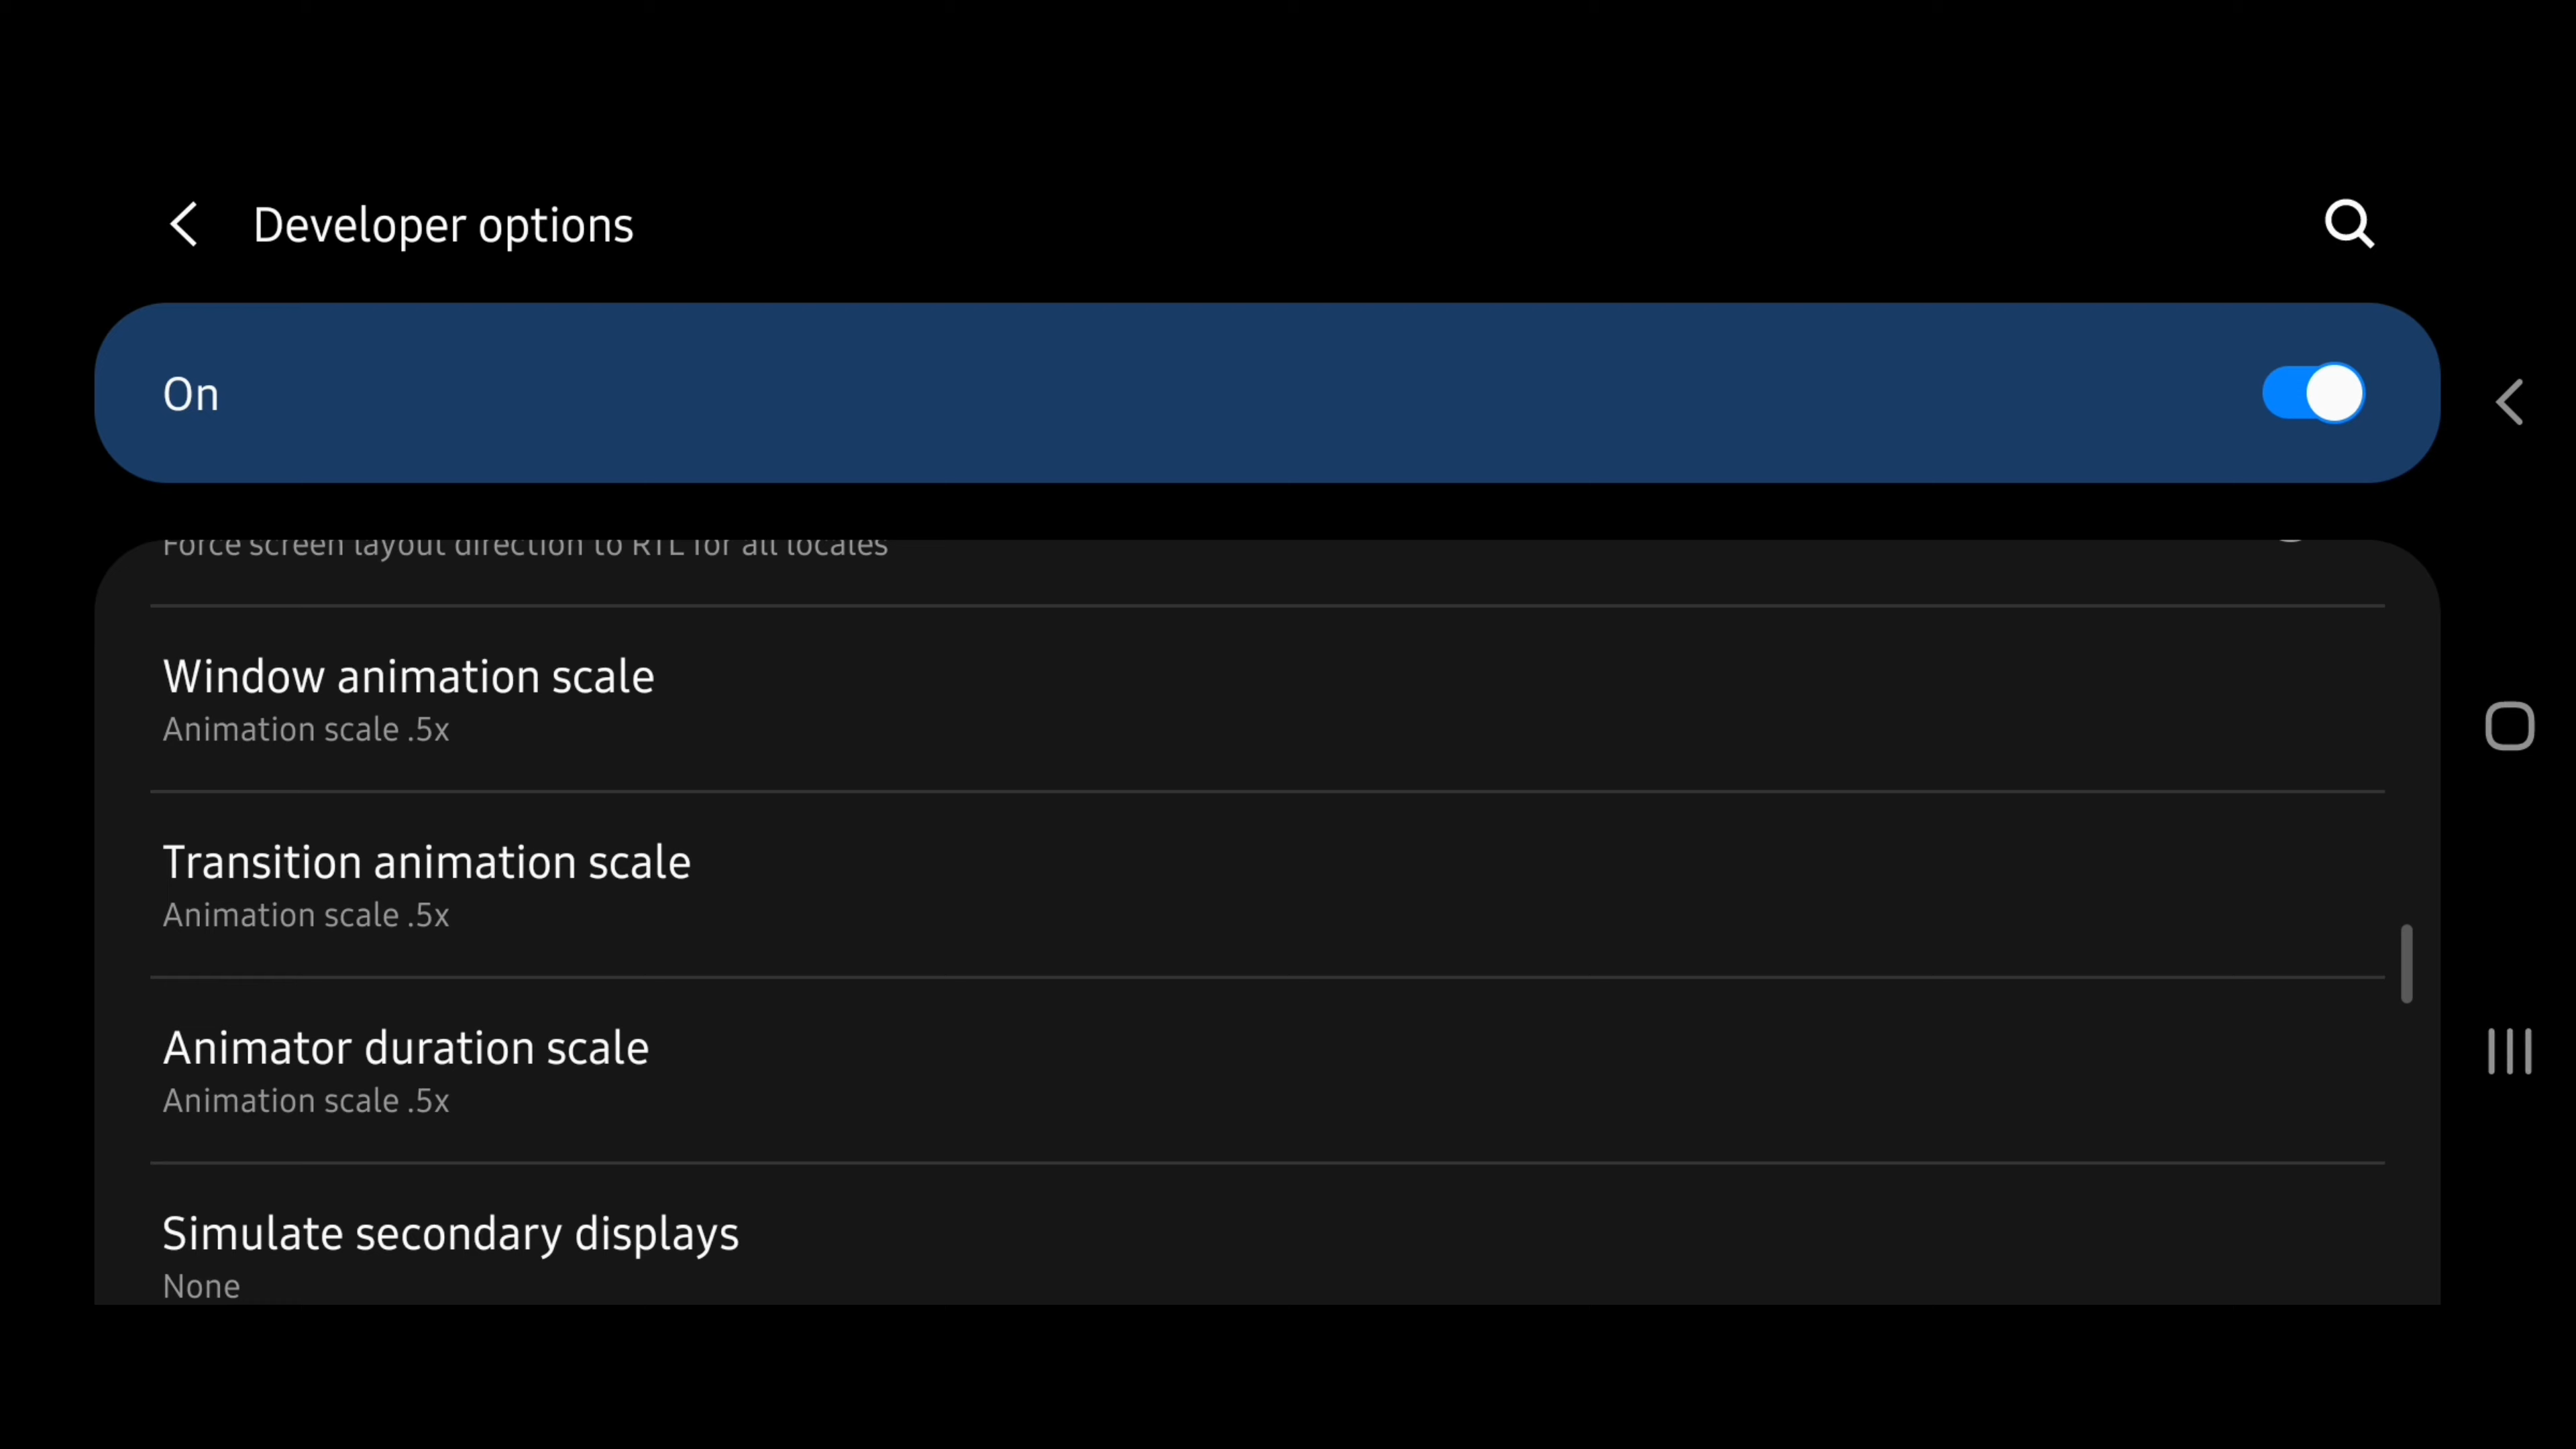 Developer options
On
Force screen layout direction to RTL for all locales
Window animation scale
Animation scale .5x
Transition animation scale
Animation scale .5x
Animator duration scale
Animation scale .5x
Simulate secondary displays
None